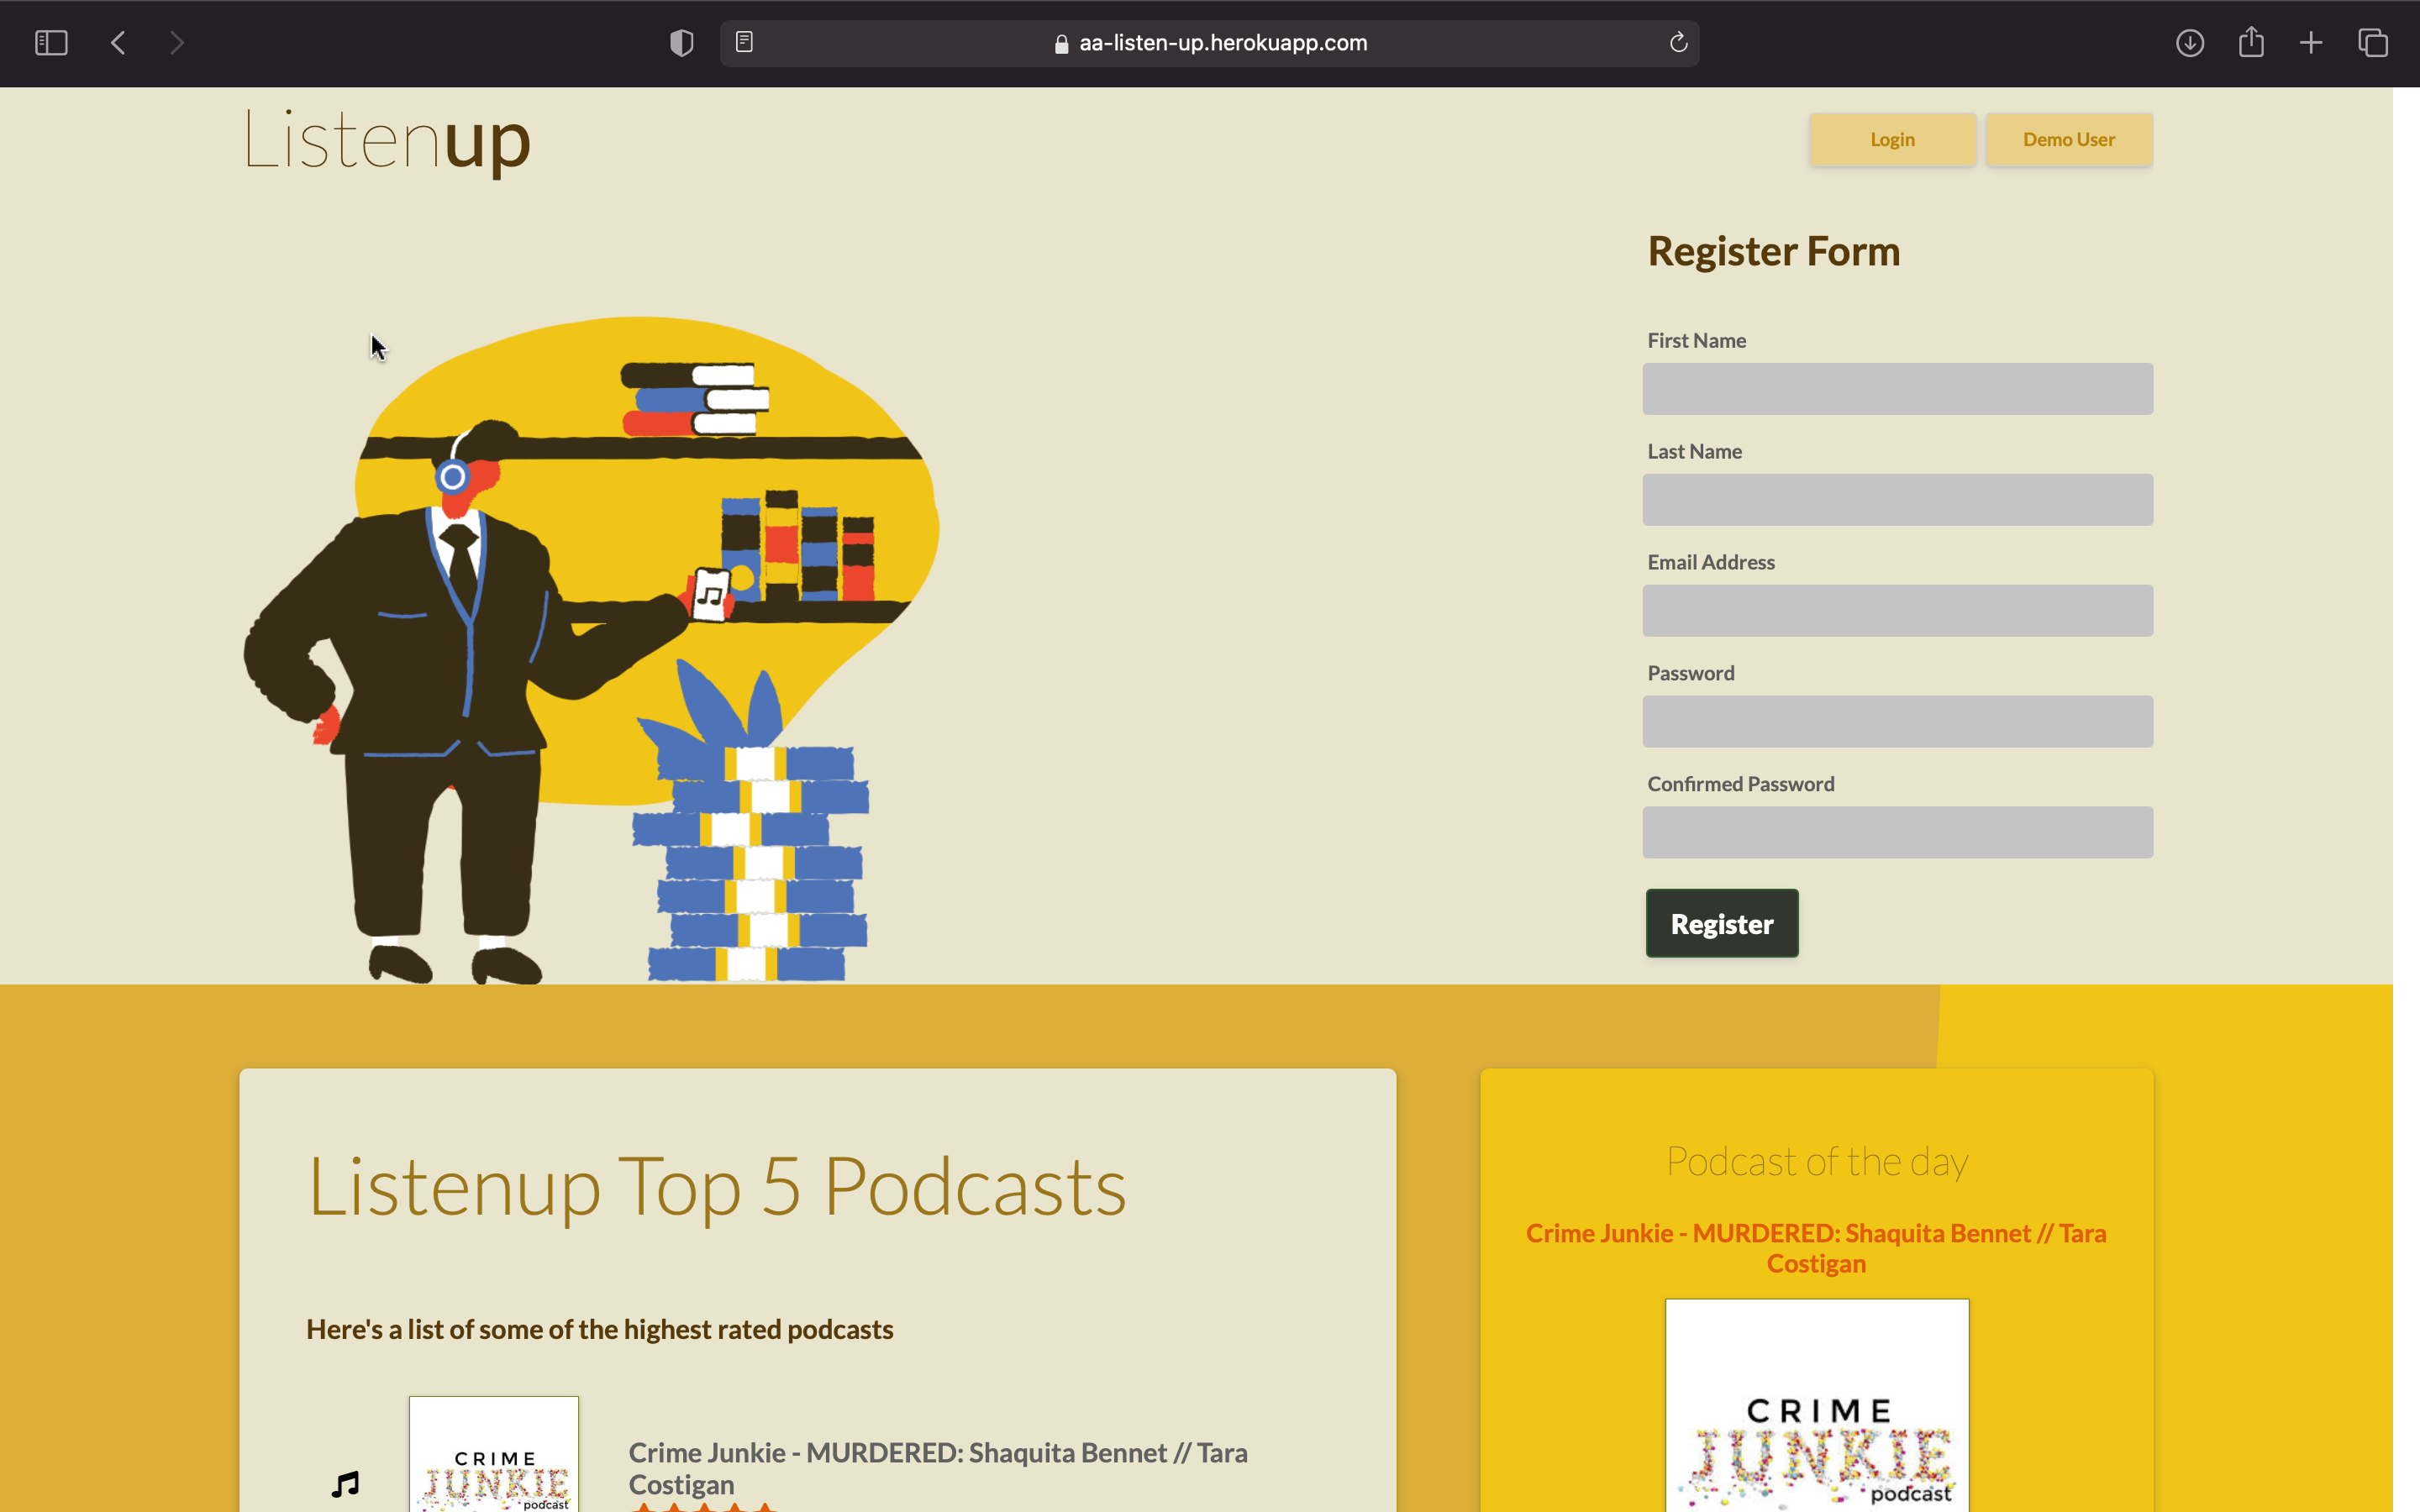 aa-listen-up.herokuapp.com
Listenup
Login
Demo User
Register Form
First Name
Last Name
Email Address
Password
Confirmed Password
Register
Listenup Top 5 Podcasts
Here's a list of some of the highest rated podcasts
CRIME
JUNKIE
podcast
Crime Junkie - MURDERED: Shaquita Bennet // Tara
Costigan
Podcast of the day
Crime Junkie - MURDERED: Shaquita Bennet // Tara
Costigan
CRIME
JUNKIE
podcast